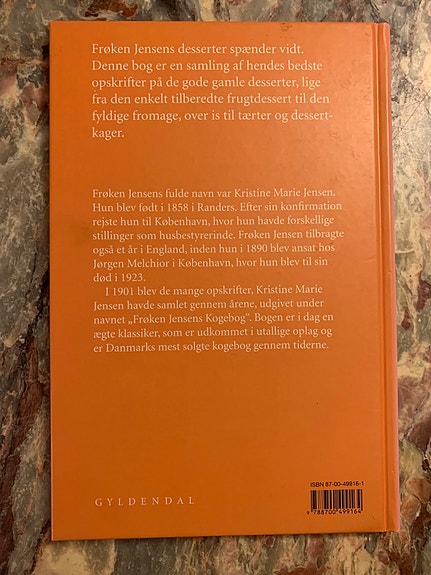 Frøken Jensens desserter spænder vidt.
Denne bog er en samling af hendes bedste
opskrifter på de gode gamle desserter, lige
fra den enkelt tilberedte frugtdessert til den
fyldige fromage, over is til tærter og dessert-
kager.
Frøken Jensens fulde navn var Kristine Marie Jensen.
Hun blev født i 1858 i Randers. Efter sin konfirmation
rejste hun til København, hvor hun havde forskellige
stillinger som husbestyrerinde. Frøken Jensen tilbragte
også et år i England, inden hun i 1890 blev ansat hos
Jørgen Melchior i København, hvor hun blev til sin
død i 1923.
I 1901 blev de mange opskrifter, Kristine Marie
Jensen havde samlet gennem årene, udgivet under
navnet „Frøken Jensens Kogebog”. Bogen er i dag en
ægte klassiker, som er udkommet i utallige oplag og
er Danmarks mest solgte kogebog gennem tiderne.
ISBN 87-00-49916-1
GYLDENDAL
9 788700 499164